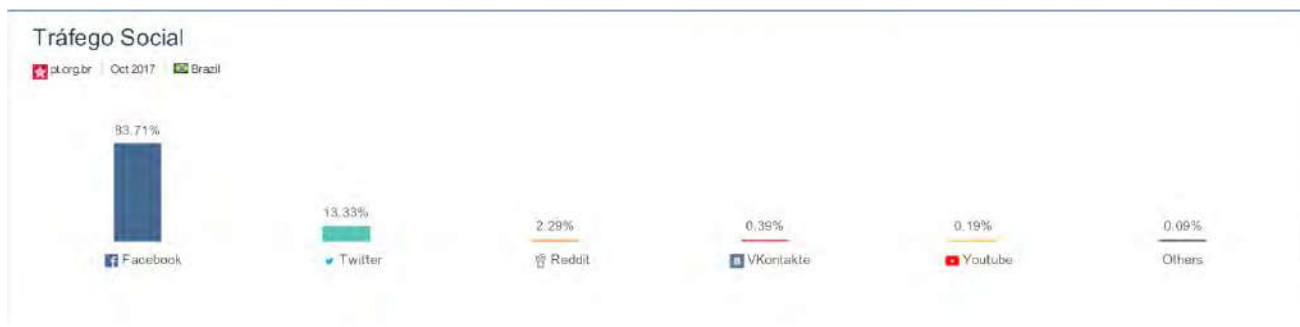 Tráfego Social
pt.org.br Oct 2017 Brazil
83.71%
13.33%
2.29%
0.39%
0.19%
0.09%
Facebook
Twitter
Reddit
VKontakte
Youtube
Others